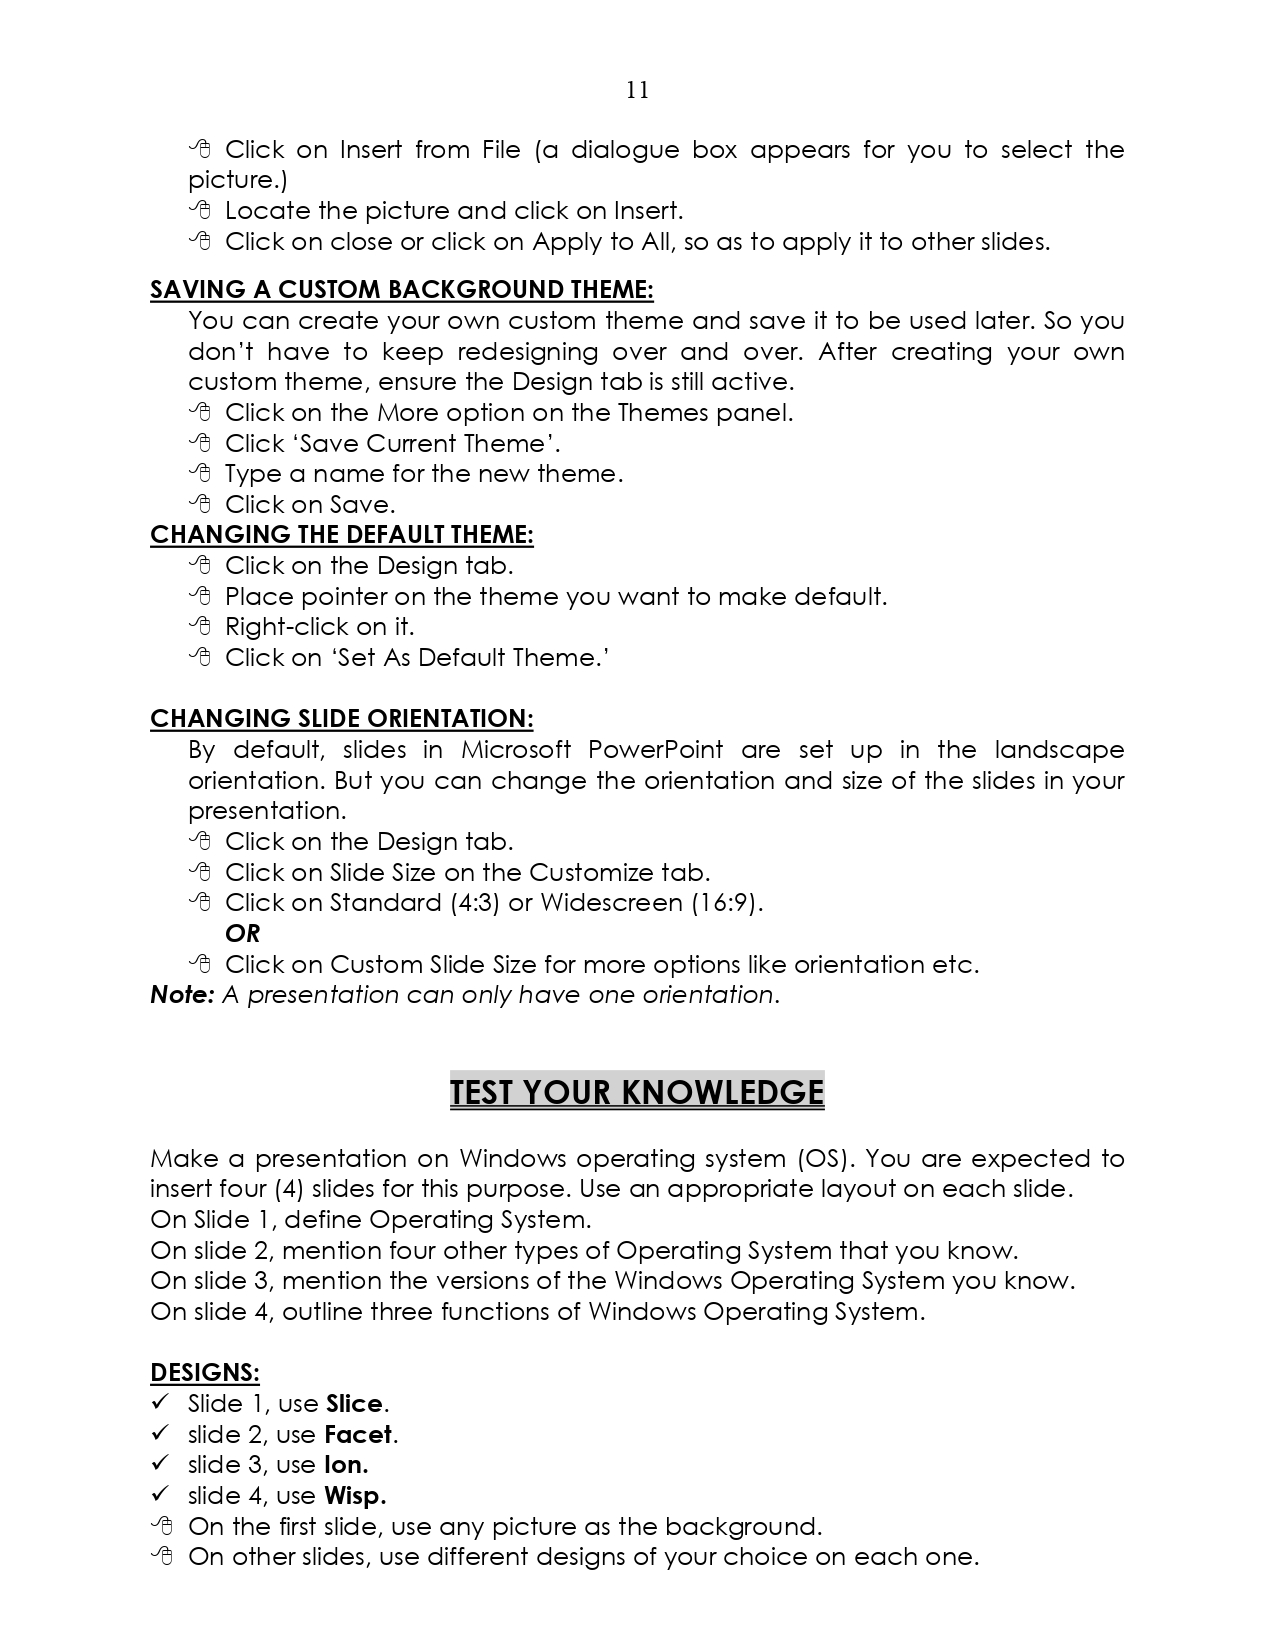 11
Click on Insert from File (a dialogue box appears for you to select the
picture.)
Locate the picture and click on Insert.
Click on close or click on Apply to All, so as to apply it to other slides.
SAVING A CUSTOM BACKGROUND THEME:
You can create your own custom theme and save it to be used later. So you
don’t have to keep redesigning over and over. After creating your own
custom theme, ensure the Design tab is still active.
Click on the More option on the Themes panel.
Click ‘Save Current Theme’.
Type a name for the new theme.
Click on Save.
CHANGING THE DEFAULT THEME:
Click on the Design tab.
Place pointer on the theme you want to make default.
Right-click on it.
Click on ‘Set As Default Theme.’
CHANGING SLIDE ORIENTATION:
By default, slides in Microsoft PowerPoint are set up in the landscape
orientation. But you can change the orientation and size of the slides in your
presentation.
Click on the Design tab.
Click on Slide Size on the Customize tab.
Click on Standard (4:3) or Widescreen (16:9).
OR
Click on Custom Slide Size for more options like orientation etc.
Note: A presentation can only have one orientation.
TEST YOUR KNOWLEDGE
Make a presentation on Windows operating system (OS). You are expected to
insert four (4) slides for this purpose. Use an appropriate layout on each slide.
On Slide 1, define Operating System.
On slide 2, mention four other types of Operating System that you know.
On slide 3, mention the versions of the Windows Operating System you know.
On slide 4, outline three functions of Windows Operating System.
DESIGNS:
✓ Slide 1, use Slice.
✓ slide 2, use Facet.
✓ slide 3, use Ion.
✓ slide 4, use Wisp.
On the first slide, use any picture as the background.
On other slides, use different designs of your choice on each one.